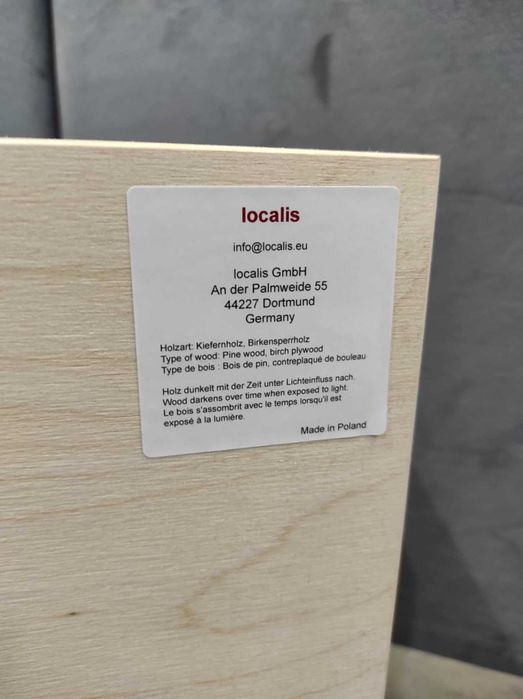 localis
info@localis.eu
localis GmbH
An der Palmweide 55
44227 Dortmund
Germany
Holzart: Kiefernholz, Birkensperrholz
Type of wood: Pine wood, birch plywood
Type de bois : Bois de pin, contreplaqué de bouleau
Holz dunkelt mit der Zeit unter Lichteinfluss nach.
Wood darkens over time when exposed to light.
Le bois s'assombrit avec le temps lorsqu'il est
exposé à la lumière.
Made in Poland